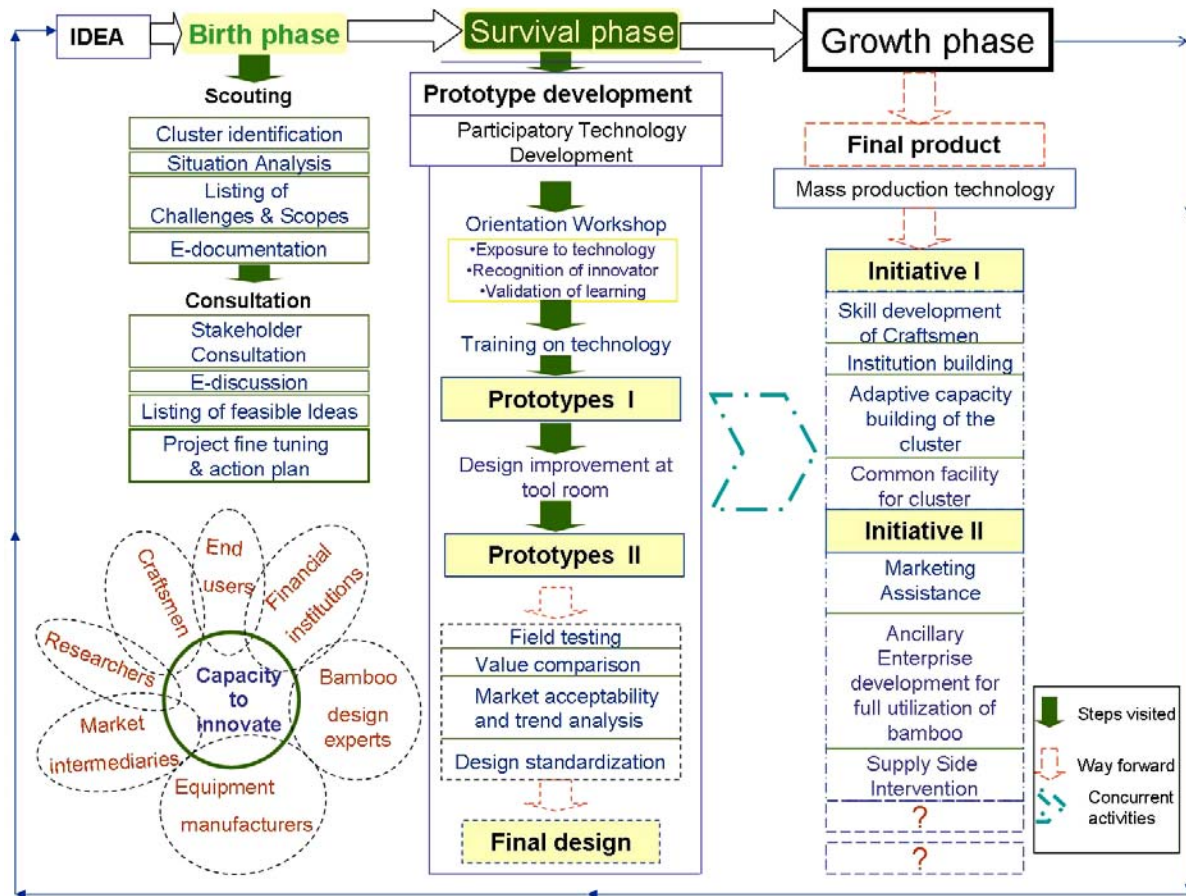 IDEA
Birth phase
Survival phase
Growth phase
Scouting
Cluster identification
Situation Analysis
Listing of
Challenges & Scopes
E-documentation
Consultation
Stakeholder
Consultation
E-discussion
Listing of feasible Ideas
Project fine tuning
& action plan
End
users
Craftsmen
Financial
institutions
Researchers
Capacity
to
innovate
Bamboo
design
experts
Market
intermediaries
Equipment
manufacturers
Prototype development
Participatory Technology
Development
Orientation Workshop
•Exposure to technology
•Recognition of innovator
•Validation of learning
Training on technology
Prototypes I
Design improvement at
tool room
Prototypes II
Field testing
Value comparison
Market acceptability
and trend analysis
Design standardization
Final design
Final product
Mass production technology
Initiative I
Skill development
of Craftsmen
Institution building
Adaptive capacity
building of the
cluster
Common facility
for cluster
Initiative II
Marketing
Assistance
Ancillary
Enterprise
development for
full utilization of
bamboo
Supply Side
Intervention
?
?
Steps visited
Way forward
Concurrent
activities